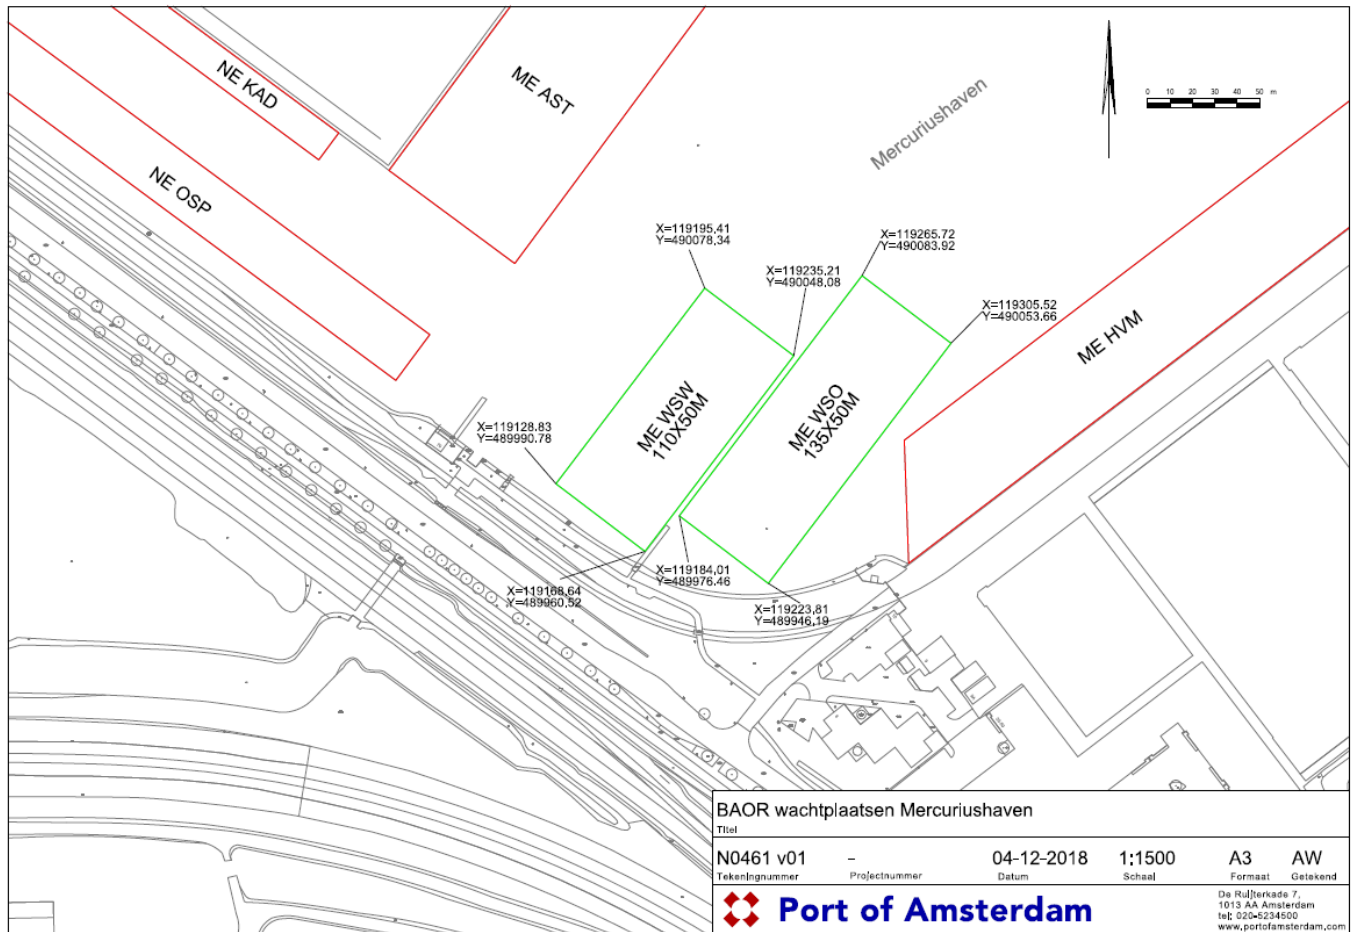 NE KAD
ME AST
NE OSP
Mercuriushaven
0 10 20 30 40 50 m
X=119195,41
Y=490078,34
X=119265.72
Y=490083.92
X=119235,21
Y=490048,08
X=119305.52
Y=490053.66
ME HVM
ME WSW
110X50M
ME WSO
135X50M
X=119128.83
Y=489990.78
X=119184,01
Y=489976.46
X=119168,64
Y=489960,52
X=119223,81
Y=489946,19
BAOR wachtplaatsen Mercuriushaven
Titel
N0461 v01 - 04-12-2018 1:1500 A3 AW
Tekeningnummer Projectnummer Datum Schaal Formaat Getekend
Port of Amsterdam
De Ruijterkade 7,
1013 AA Amsterdam
tel: 020-5234500
www.portofamsterdam.com